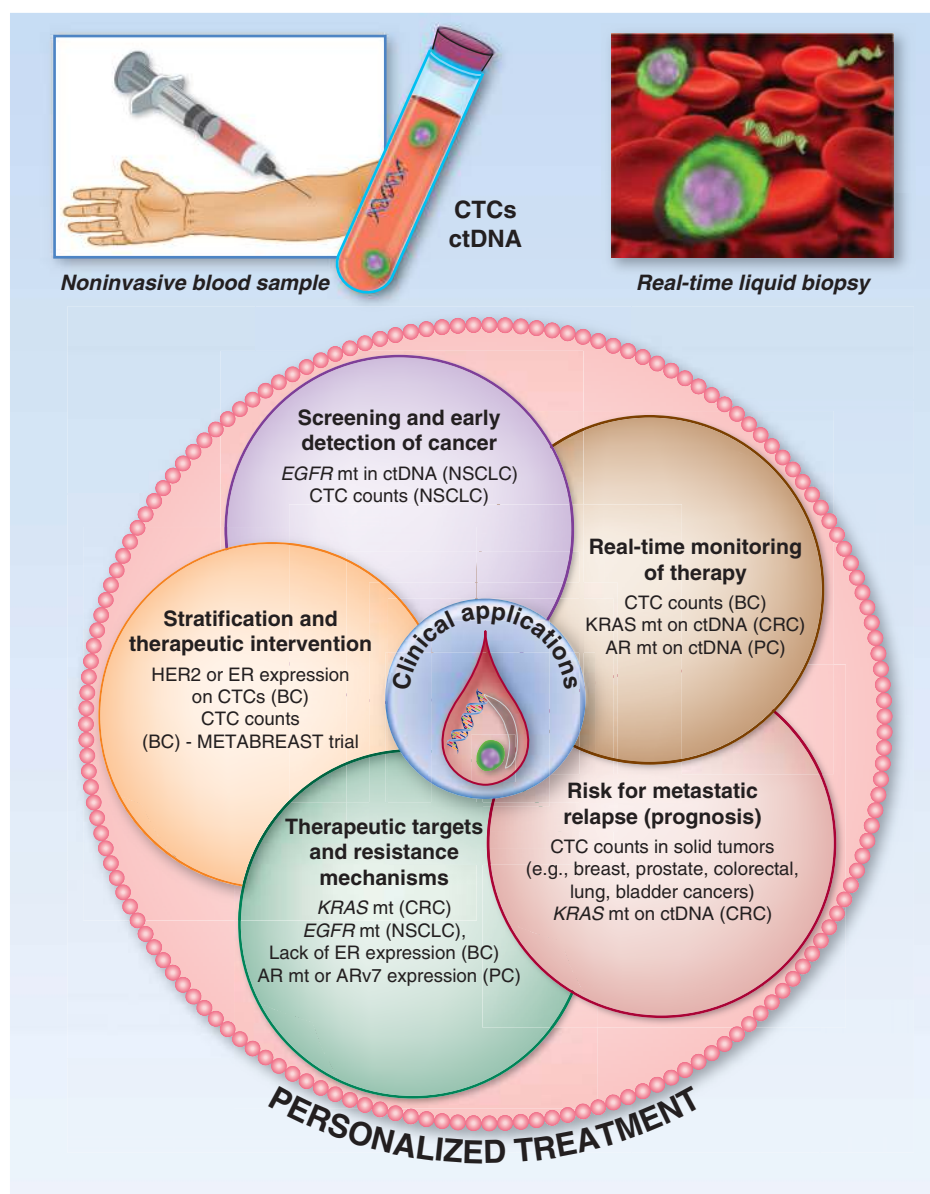 CTCs
ctDNA
Noninvasive blood sample
Real-time liquid biopsy
Screening and early
detection of cancer
EGFR mt in ctDNA (NSCLC)
CTC counts (NSCLC)
Real-time monitoring
of therapy
CTC counts (BC)
KRAS mt on ctDNA (CRC)
AR mt on ctDNA (PC)
Stratification and
therapeutic intervention
HER2 or ER expression
on CTCs (BC)
CTC counts
(BC) - METABREAST trial
Clinical applications
Risk for metastatic
relapse (prognosis)
CTC counts in solid tumors
(e.g., breast, prostate, colorectal,
lung, bladder cancers)
KRAS mt on ctDNA (CRC)
Therapeutic targets
and resistance
mechanisms
KRAS mt (CRC)
EGFR mt (NSCLC),
Lack of ER expression (BC)
AR mt or ARv7 expression (PC)
PERSONALIZED TREATMENT